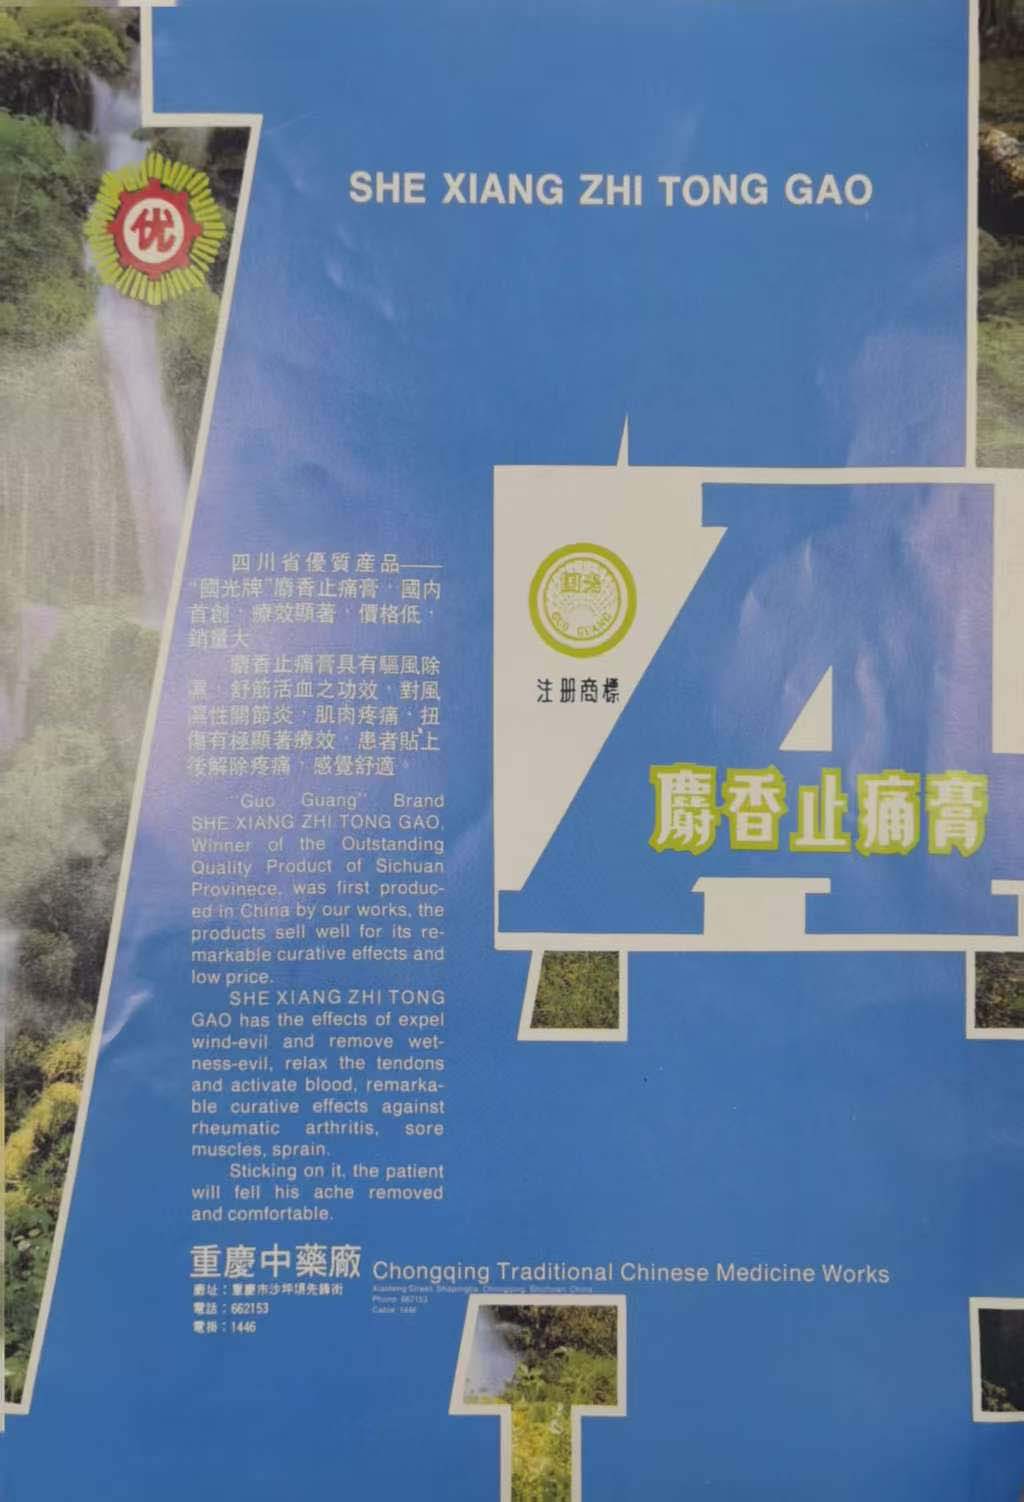 SHE XIANG ZHI TONG GAO
优
四川省優質産品——
“國光牌”麝香止痛膏，國内
首創，療效顯著，價格低，
銷量大
麝香止痛膏具有驅風除
濕，舒筋活血之功效，對風
濕性關節炎，肌肉疼痛，扭
傷有極顯著療效，患者貼上
後解除疼痛，感覺舒適。
國光
GUO GUANG
注册商標
A
麝香止痛膏
"Guo Guang" Brand
SHE XIANG ZHI TONG GAO,
Winner of the Outstanding
Quality Product of Sichuan
Provinece, was first produc-
ed in China by our works, the
products sell well for its re-
markable curative effects and
low price.
SHE XIANG ZHI TONG
GAO has the effects of expel
wind-evil and remove wet-
ness-evil, relax the tendons
and activate blood, remarka-
ble curative effects against
rheumatic arthritis, sore
muscles, sprain.
Sticking on it, the patient
will fell his ache removed
and comfortable.
重慶中藥廠 Chongqing Traditional Chinese Medicine Works
廠址：重慶市沙坪壩先鋒街
電話：662153
電掛：1446
Phone 662153
Cable 1446